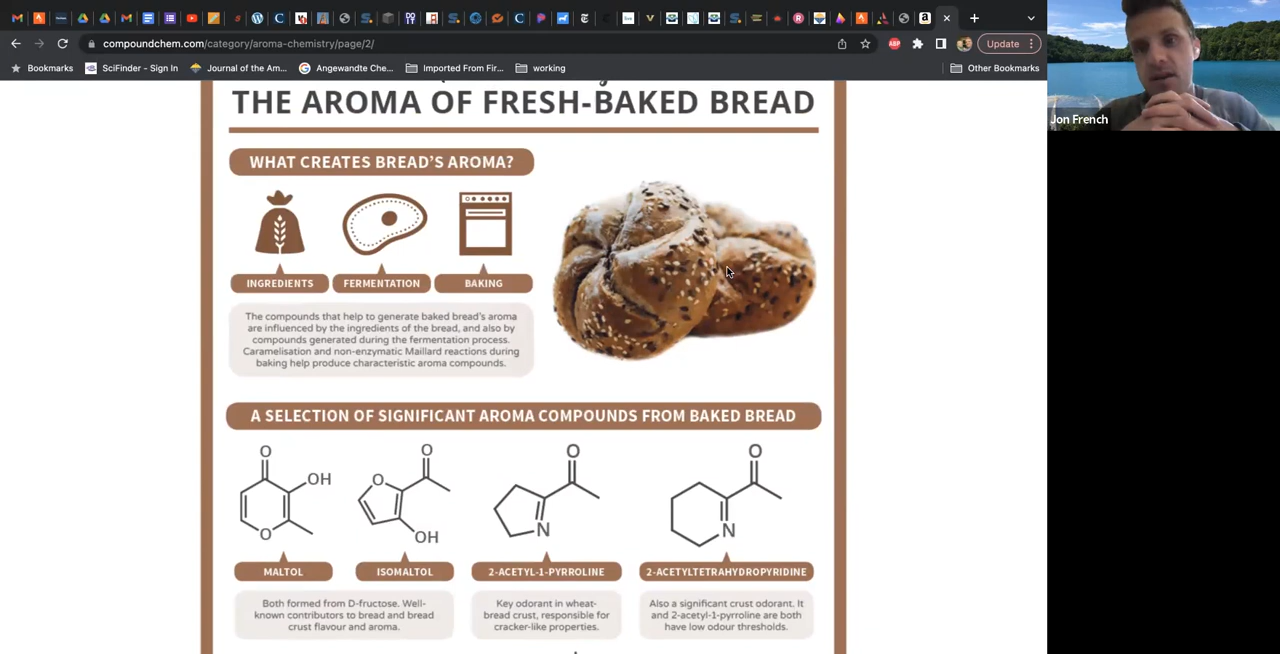 compoundchem.com/category/aroma-chemistry/page/2/
ABP
Update
Bookmarks
SciFinder - Sign In
Journal of the Am...
Angewandte Che...
Imported From Fir...
working
Other Bookmarks
Jon French
THE AROMA OF FRESH-BAKED BREAD
WHAT CREATES BREAD'S AROMA?
INGREDIENTS
FERMENTATION
BAKING
The compounds that help to generate baked bread's aroma
are influenced by the ingredients of the bread, and also by
compounds generated during the fermentation process.
Caramelisation and non-enzymatic Maillard reactions during
baking help produce characteristic aroma compounds.
A SELECTION OF SIGNIFICANT AROMA COMPOUNDS FROM BAKED BREAD
O
OH
O
O
O
OH
O
N
O
N
MALTOL
ISOMALTOL
2-ACETYL-1-PYRROLINE
2-ACETYLTETRAHYDROPYRIDINE
Both formed from D-fructose. Well-
known contributors to bread and bread
crust flavour and aroma.
Key odorant in wheat-
bread crust, responsible for
cracker-like properties.
Also a significant crust odorant. It
and 2-acetyl-1-pyrroline are both
have low odour thresholds.